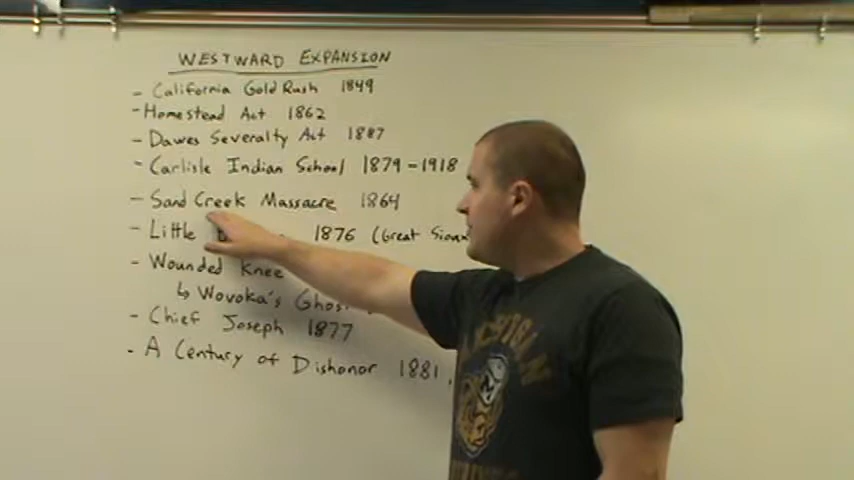 WESTWARD EXPANSION
- California Gold Rush 1849
- Homestead Act 1862
- Dawes Severalty Act 1887
- Carlisle Indian School 1879-1918
- Sand Creek Massacre 1864
- Little 1876 (Great Sioux
- Wounded Knee
↳ Wovoka's Ghost
- Chief Joseph 1877
- A Century of Dishonor 1881,
MICHIGAN
M